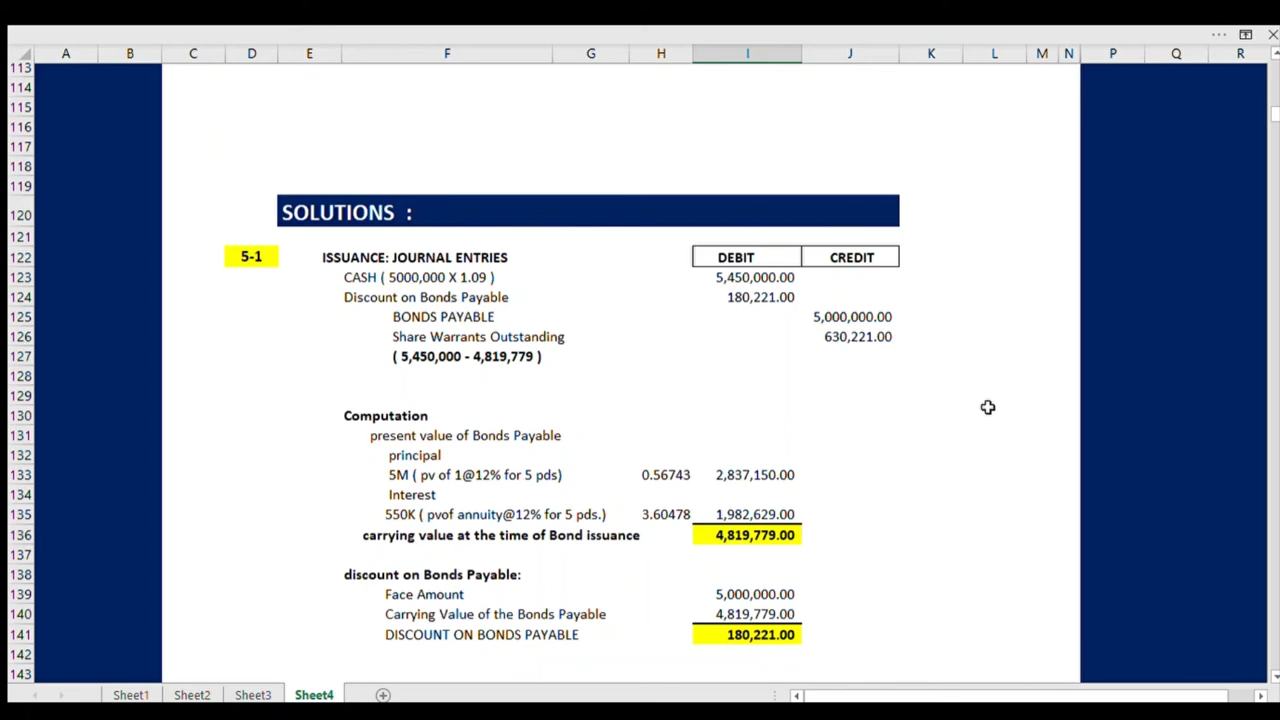 A B C D E F G H I J K L M N P Q R
113
114
115
116
117
118
119
120 SOLUTIONS :
121
122 5-1 ISSUANCE: JOURNAL ENTRIES DEBIT CREDIT
123 CASH ( 5000,000 X 1.09 ) 5,450,000.00
124 Discount on Bonds Payable 180,221.00
125 BONDS PAYABLE 5,000,000.00
126 Share Warrants Outstanding 630,221.00
127 ( 5,450,000 - 4,819,779 )
128
129
130 Computation
131 present value of Bonds Payable
132 principal
133 5M ( pv of 1@12% for 5 pds) 0.56743 2,837,150.00
134 Interest
135 550K ( pvof annuity@12% for 5 pds.) 3.60478 1,982,629.00
136 carrying value at the time of Bond issuance 4,819,779.00
137
138 discount on Bonds Payable:
139 Face Amount 5,000,000.00
140 Carrying Value of the Bonds Payable 4,819,779.00
141 DISCOUNT ON BONDS PAYABLE 180,221.00
142
143
Sheet1 Sheet2 Sheet3 Sheet4